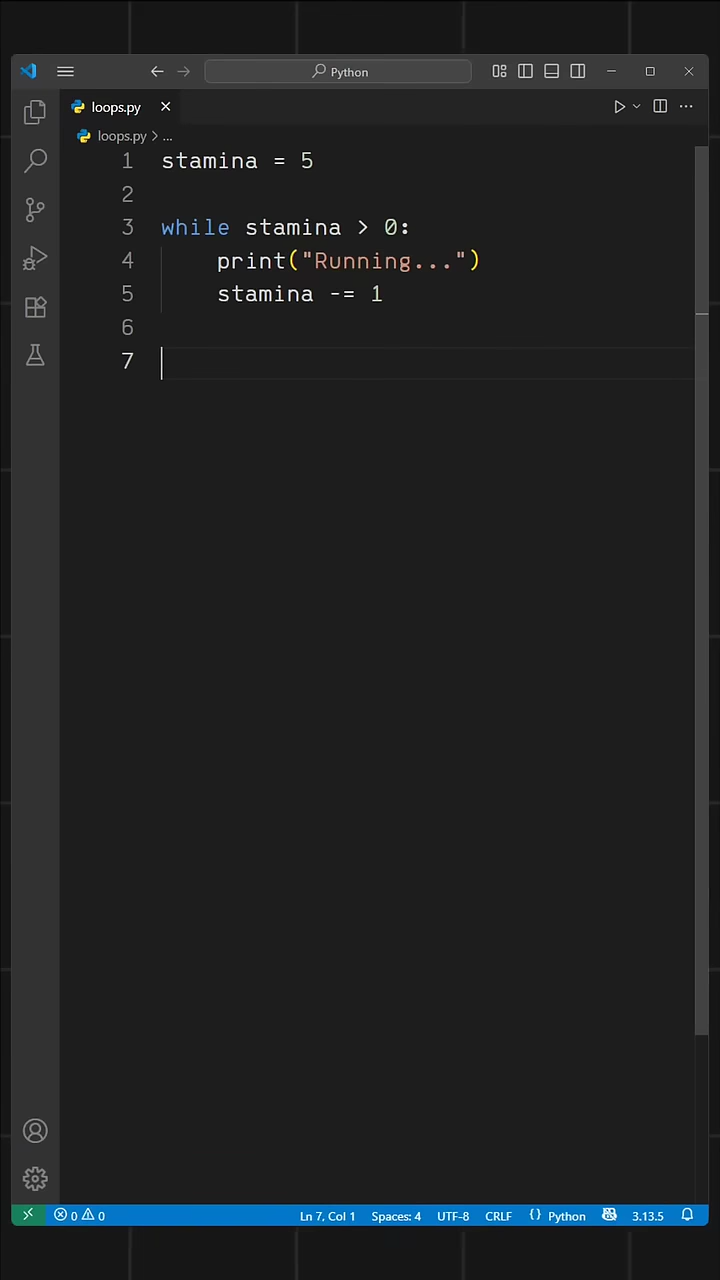 Python
loops.py
loops.py > ...
1 stamina = 5
2
3 while stamina > 0:
4     print("Running...")
5     stamina -= 1
6
7
0 0 Ln 7, Col 1 Spaces: 4 UTF-8 CRLF {} Python 3.13.5